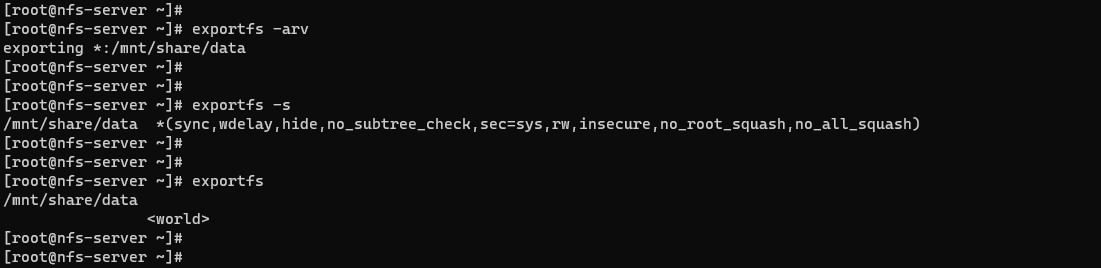 [root@nfs-server ~]#
[root@nfs-server ~]# exportfs -arv
exporting *:/mnt/share/data
[root@nfs-server ~]#
[root@nfs-server ~]#
[root@nfs-server ~]# exportfs -s
/mnt/share/data  *(sync,wdelay,hide,no_subtree_check,sec=sys,rw,insecure,no_root_squash,no_all_squash)
[root@nfs-server ~]#
[root@nfs-server ~]#
[root@nfs-server ~]# exportfs
/mnt/share/data
                <world>
[root@nfs-server ~]#
[root@nfs-server ~]#